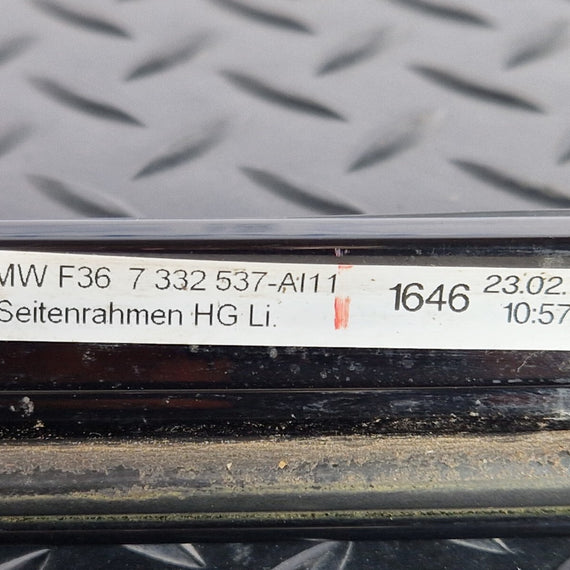 MW F36 7 332 537-AI11
Seitenrahmen HG Li.
1646
23.02.
10:57